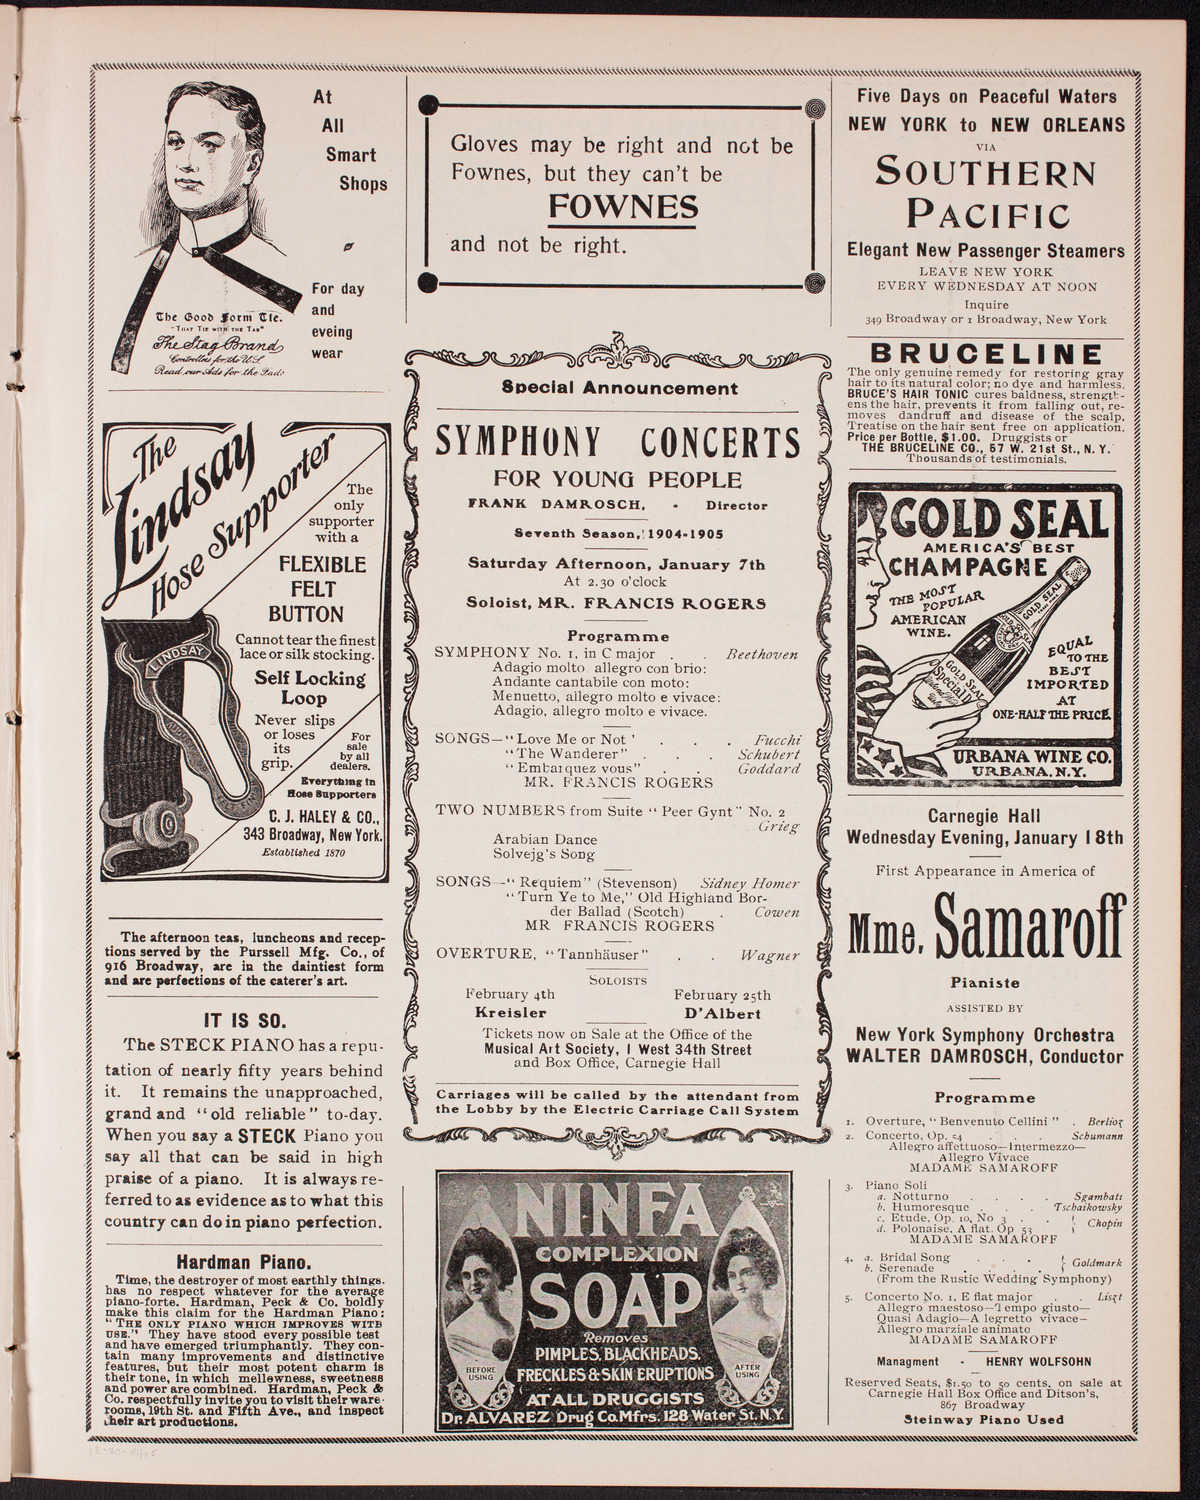 At
All
Smart
Shops
For day
and
eveing
wear
The Good Form Tie.
"THAT TIE WITH THE TAB"
The Stag Brand
Controllers for the U.S.
Read our Ads for the Fads
The
Lindsay
Hose Supporter
The
only
supporter
with a
FLEXIBLE
FELT
BUTTON
Cannot tear the finest
lace or silk stocking.
Self Locking
Loop
Never slips
or loses
its
grip.
For
sale
by all
dealers.
Everything in
Hose Supporters
C. J. HALEY & CO.,
343 Broadway, New York.
Established 1870
LINDSAY
The afternoon teas, luncheons and recep-
tions served by the Purssell Mfg. Co., of
916 Broadway, are in the daintiest form
and are perfections of the caterer's art.
IT IS SO.
The STECK PIANO has a repu-
tation of nearly fifty years behind
it. It remains the unapproached,
grand and "old reliable" to-day.
When you say a STECK Piano you
say all that can be said in high
praise of a piano. It is always re-
ferred to as evidence as to what this
country can do in piano perfection.
Hardman Piano.
Time, the destroyer of most earthly things.
has no respect whatever for the average
piano-forte. Hardman, Peck & Co. boldly
make this claim for the Hardman Piano:
"THE ONLY PIANO WHICH IMPROVES WITH
USE." They have stood every possible test
and have emerged triumphantly. They con-
tain many improvements and distinctive
features, but their most potent charm is
their tone, in which mellowness, sweetness
and power are combined. Hardman, Peck &
Co. respectfully invite you to visit their ware-
rooms, 19th St. and Fifth Ave., and inspect
their art productions.
Gloves may be right and not be
Fownes, but they can't be
FOWNES
and not be right.
Special Announcement
SYMPHONY CONCERTS
FOR YOUNG PEOPLE
FRANK DAMROSCH, - Director
Seventh Season, 1904-1905
Saturday Afternoon, January 7th
At 2.30 o'clock
Soloist, MR. FRANCIS ROGERS
Programme
SYMPHONY No. 1, in C major . . Beethoven
Adagio molto allegro con brio:
Andante cantabile con moto:
Menuetto, allegro molto e vivace:
Adagio, allegro molto e vivace.
SONGS—"Love Me or Not' . . . Fucchi
"The Wanderer" . . . Schubert
"Embarquez vous" . . Goddard
MR. FRANCIS ROGERS
TWO NUMBERS from Suite "Peer Gynt" No. 2
Grieg
Arabian Dance
Solvejg's Song
SONGS—"Requiem" (Stevenson) Sidney Homer
"Turn Ye to Me," Old Highland Bor-
der Ballad (Scotch) . Cowen
MR FRANCIS ROGERS
OVERTURE, "Tannhäuser" . . Wagner
SOLOISTS
February 4th February 25th
Kreisler D'Albert
Tickets now on Sale at the Office of the
Musical Art Society, 1 West 34th Street
and Box Office, Carnegie Hall
Carriages will be called by the attendant from
the Lobby by the Electric Carriage Call System
NINFA
COMPLEXION
SOAP
Removes
PIMPLES, BLACKHEADS,
FRECKLES & SKIN ERUPTIONS
AT ALL DRUGGISTS
BEFORE
USING
AFTER
USING
Dr. ALVAREZ Drug Co. Mfrs. 128 Water St. N.Y.
Five Days on Peaceful Waters
NEW YORK to NEW ORLEANS
VIA
SOUTHERN
PACIFIC
Elegant New Passenger Steamers
LEAVE NEW YORK
EVERY WEDNESDAY AT NOON
Inquire
349 Broadway or 1 Broadway, New York
BRUCELINE
The only genuine remedy for restoring gray
hair to its natural color; no dye and harmless.
BRUCE'S HAIR TONIC cures baldness, strength-
ens the hair, prevents it from falling out, re-
moves dandruff and disease of the scalp.
Treatise on the hair sent free on application.
Price per Bottle, $1.00. Druggists or
THE BRUCELINE CO., 57 W. 21st St., N. Y.
Thousands of testimonials.
GOLD SEAL
AMERICA'S BEST
CHAMPAGNE
THE MOST
POPULAR
AMERICAN
WINE.
GOLD SEAL
GOLD SEAL
Special Dry
EQUAL
TO THE
BEST
IMPORTED
AT
ONE-HALF THE PRICE.
URBANA WINE CO.
URBANA, N.Y.
Carnegie Hall
Wednesday Evening, January 18th
First Appearance in America of
Mme. Samaroff
Pianiste
ASSISTED BY
New York Symphony Orchestra
WALTER DAMROSCH, Conductor
Programme
1. Overture, "Benvenuto Cellini" . Berlioz
2. Concerto, Op. 54 . . . Schumann
Allegro affettuoso—Intermezzo—
Allegro Vivace
MADAME SAMAROFF
3. Piano Soli
a. Notturno . . . . Sgambati
b. Humoresque . . . Tschaikowsky
c. Etude, Op. 10, No 3 . .
d. Polonaise, A flat. Op 53 Chopin
MADAME SAMAROFF
4. a. Bridal Song . . .
b. Serenade . . . . Goldmark
(From the Rustic Wedding Symphony)
5. Concerto No. 1, E flat major . . Liszt
Allegro maestoso—Tempo giusto—
Quasi Adagio—A legretto vivace—
Allegro marziale animato
MADAME SAMAROFF
Managment - HENRY WOLFSOHN
Reserved Seats, $1.50 to 50 cents, on sale at
Carnegie Hall Box Office and Ditson's,
867 Broadway
Steinway Piano Used